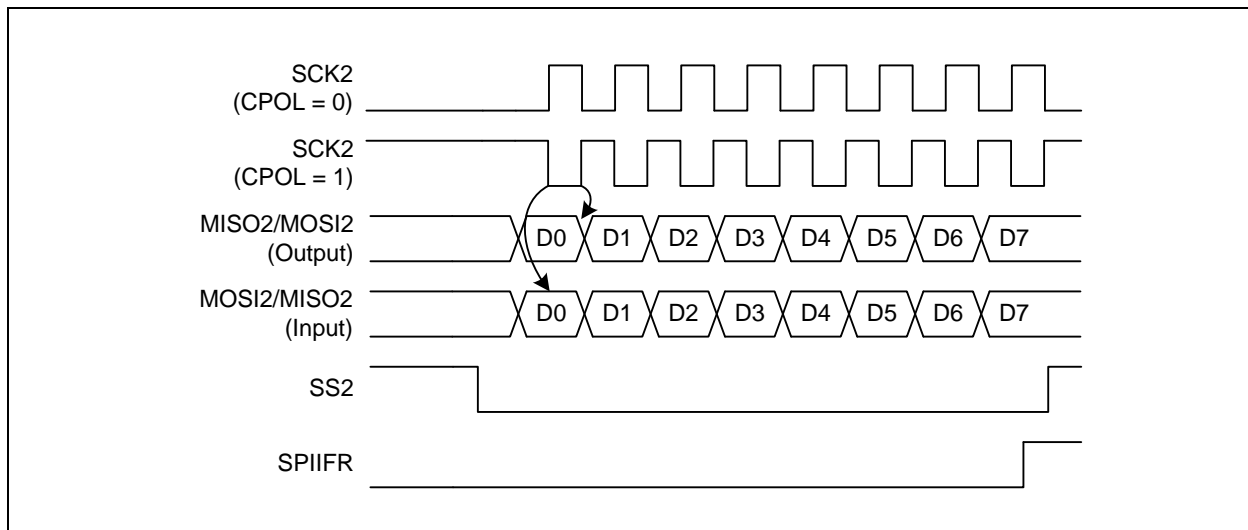 SCK2
(CPOL = 0)
SCK2
(CPOL = 1)
MISO2/MOSI2
(Output)
D0 D1 D2 D3 D4 D5 D6 D7
MOSI2/MISO2
(Input)
D0 D1 D2 D3 D4 D5 D6 D7
SS2
SPIIFR